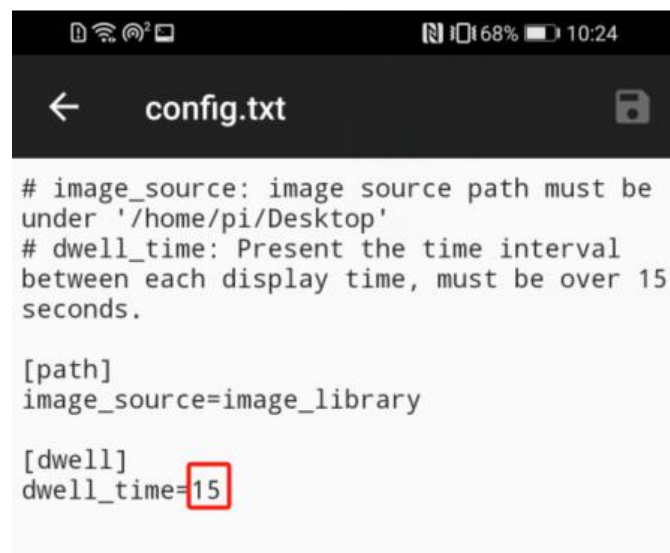 2
68% 10:24
config.txt
# image_source: image source path must be
under '/home/pi/Desktop'
# dwell_time: Present the time interval
between each display time, must be over 15
seconds.
[path]
image_source=image_library
[dwell]
dwell_time=15